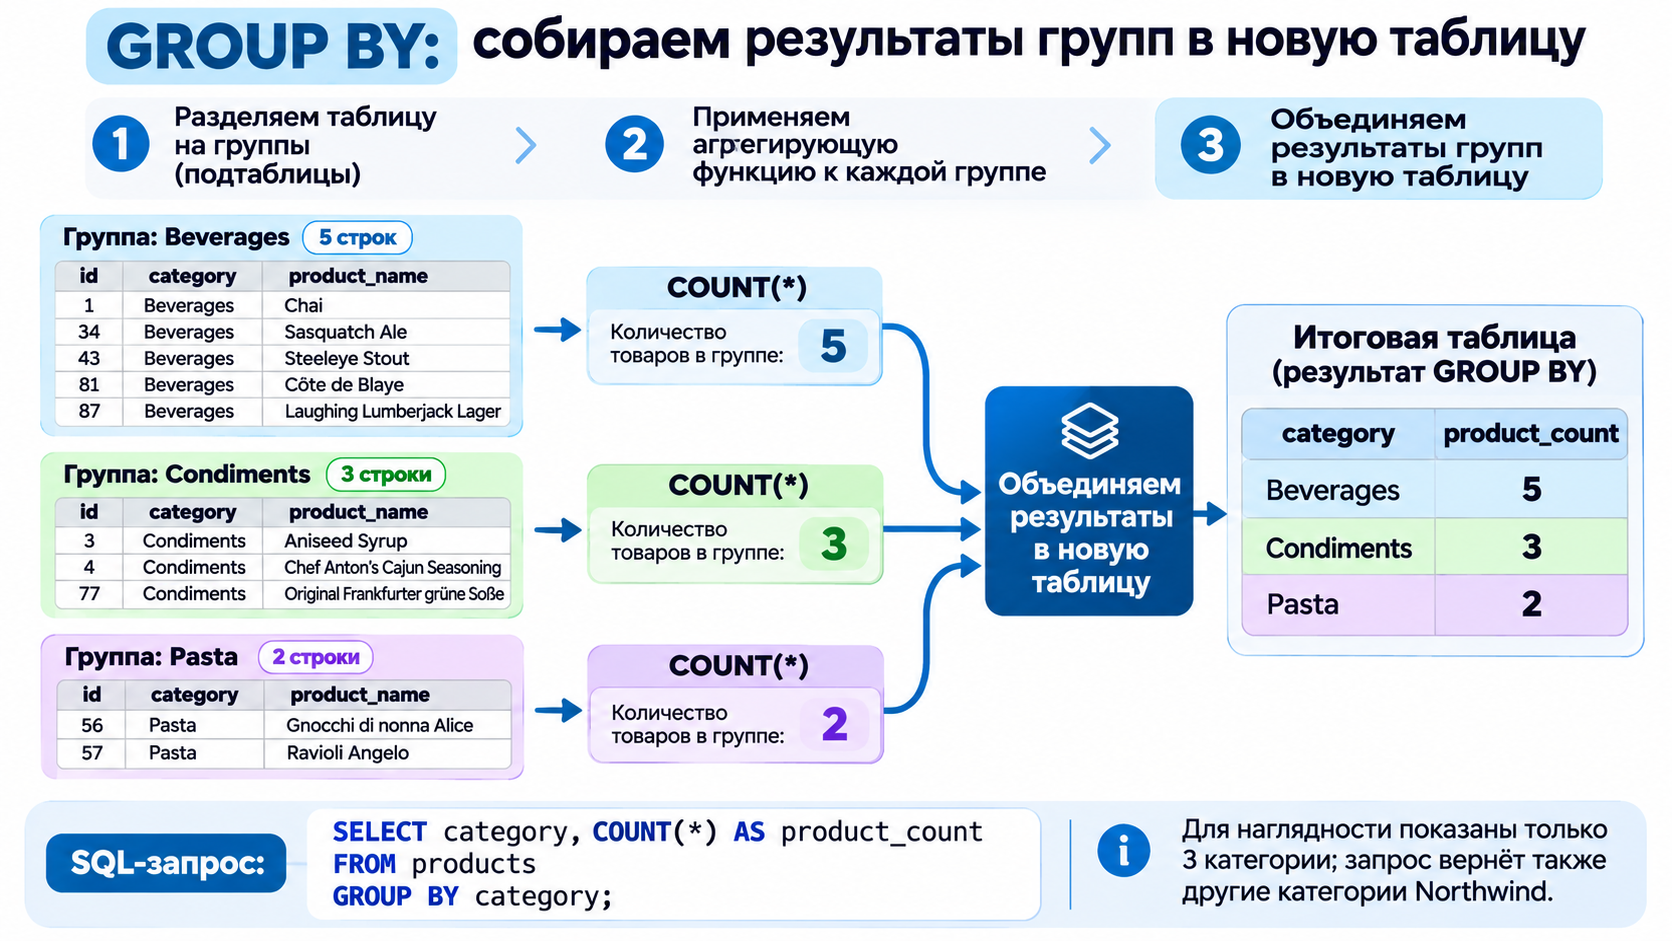 GROUP BY: собираем результаты групп в новую таблицу
1
Разделяем таблицу
на группы
(подтаблицы)
2
Применяем
агрегирующую
функцию к каждой группе
3
Объединяем
результаты групп
в новую таблицу
Группа: Beverages 5 строк
id category product_name
1 Beverages Chai
34 Beverages Sasquatch Ale
43 Beverages Steeleye Stout
81 Beverages Côte de Blaye
87 Beverages Laughing Lumberjack Lager
COUNT(*)
Количество
товаров в группе:
5
Группа: Condiments 3 строки
id category product_name
3 Condiments Aniseed Syrup
4 Condiments Chef Anton's Cajun Seasoning
77 Condiments Original Frankfurter grüne Soße
COUNT(*)
Количество
товаров в группе:
3
Группа: Pasta 2 строки
id category product_name
56 Pasta Gnocchi di nonna Alice
57 Pasta Ravioli Angelo
COUNT(*)
Количество
товаров в группе:
2
Объединяем
результаты
в новую
таблицу
Итоговая таблица
(результат GROUP BY)
category product_count
Beverages 5
Condiments 3
Pasta 2
SQL-запрос:
SELECT category, COUNT(*) AS product_count
FROM products
GROUP BY category;
i
Для наглядности показаны только
3 категории; запрос вернёт также
другие категории Northwind.